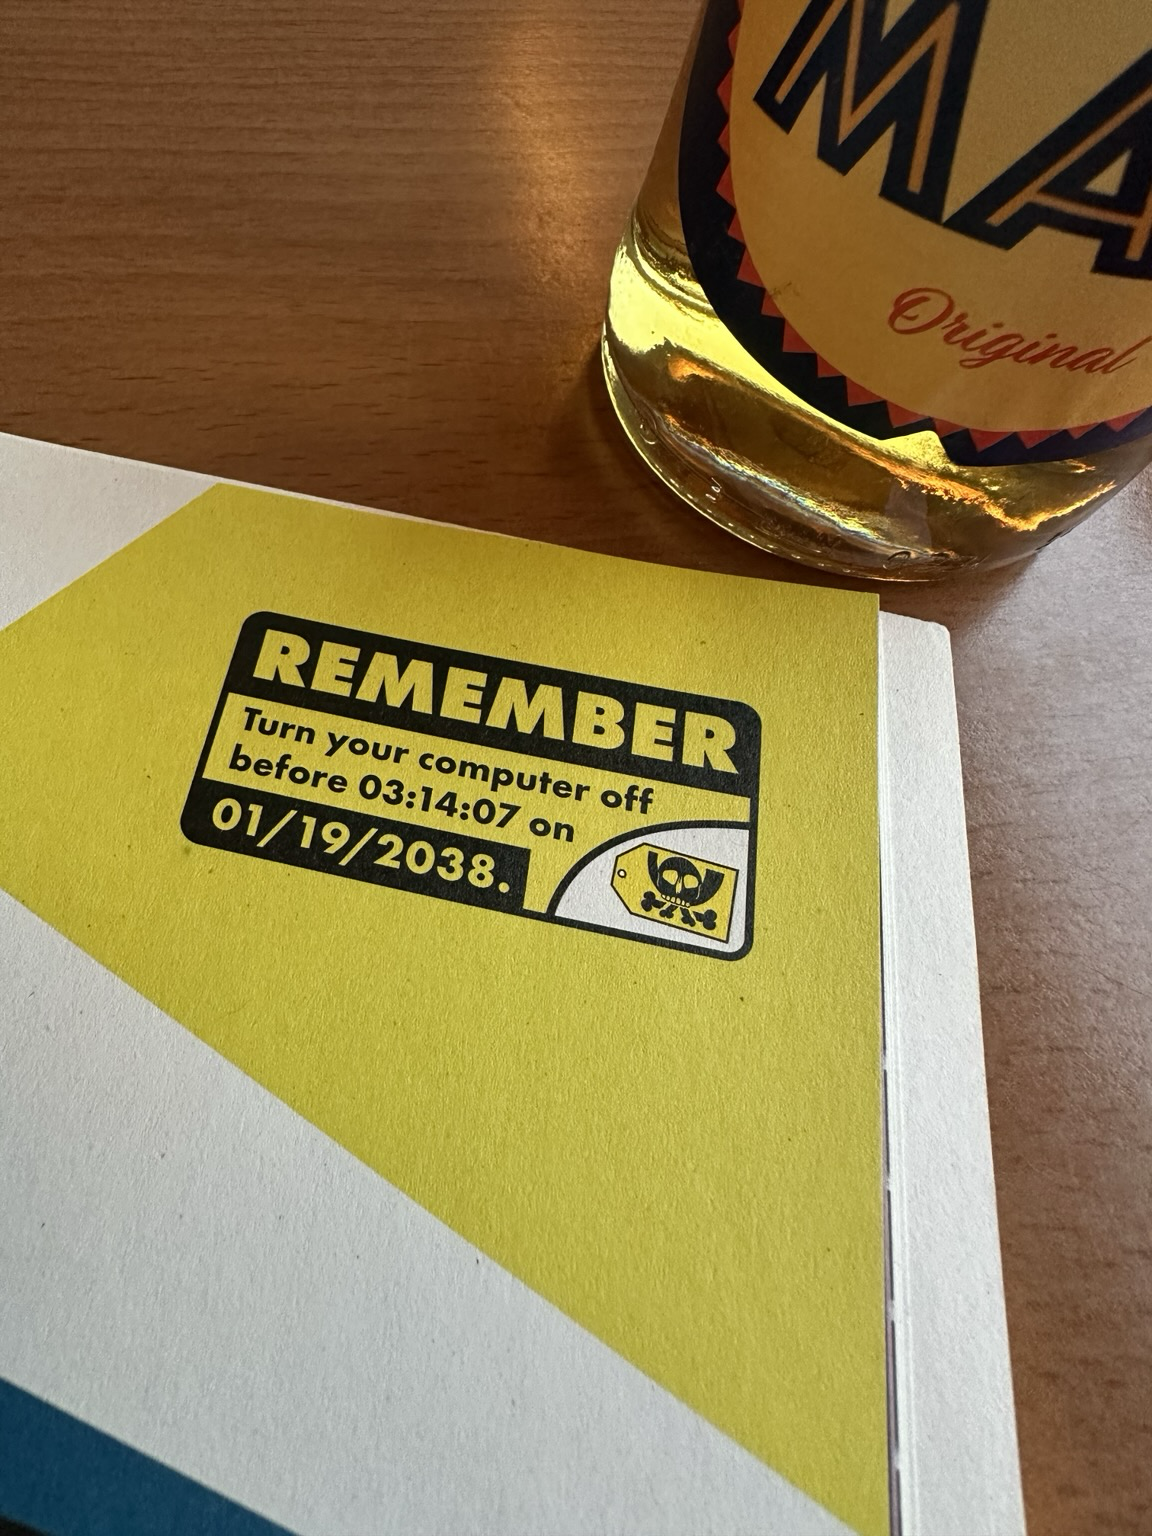 MA
Original
REMEMBER
Turn your computer off
before 03:14:07 on
01/19/2038.